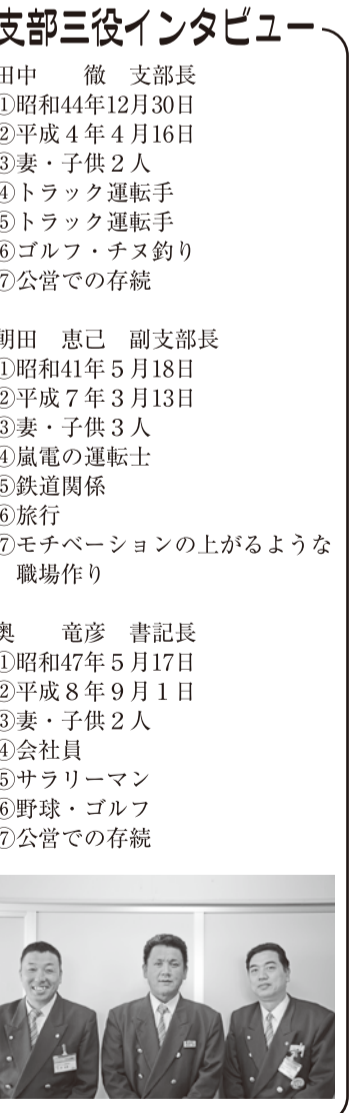 支部三役インタビュー
田中　　徹　支部長
①昭和44年12月30日
②平成４年４月16日
③妻・子供２人
④トラック運転手
⑤トラック運転手
⑥ゴルフ・チヌ釣り
⑦公営での存続
朝田　恵己　副支部長
①昭和41年５月18日
②平成７年３月13日
③妻・子供３人
④嵐電の運転士
⑤鉄道関係
⑥旅行
⑦モチベーションの上がるような
職場作り
奥　　竜彦　書記長
①昭和47年５月17日
②平成８年９月１日
③妻・子供２人
④会社員
⑤サラリーマン
⑥野球・ゴルフ
⑦公営での存続